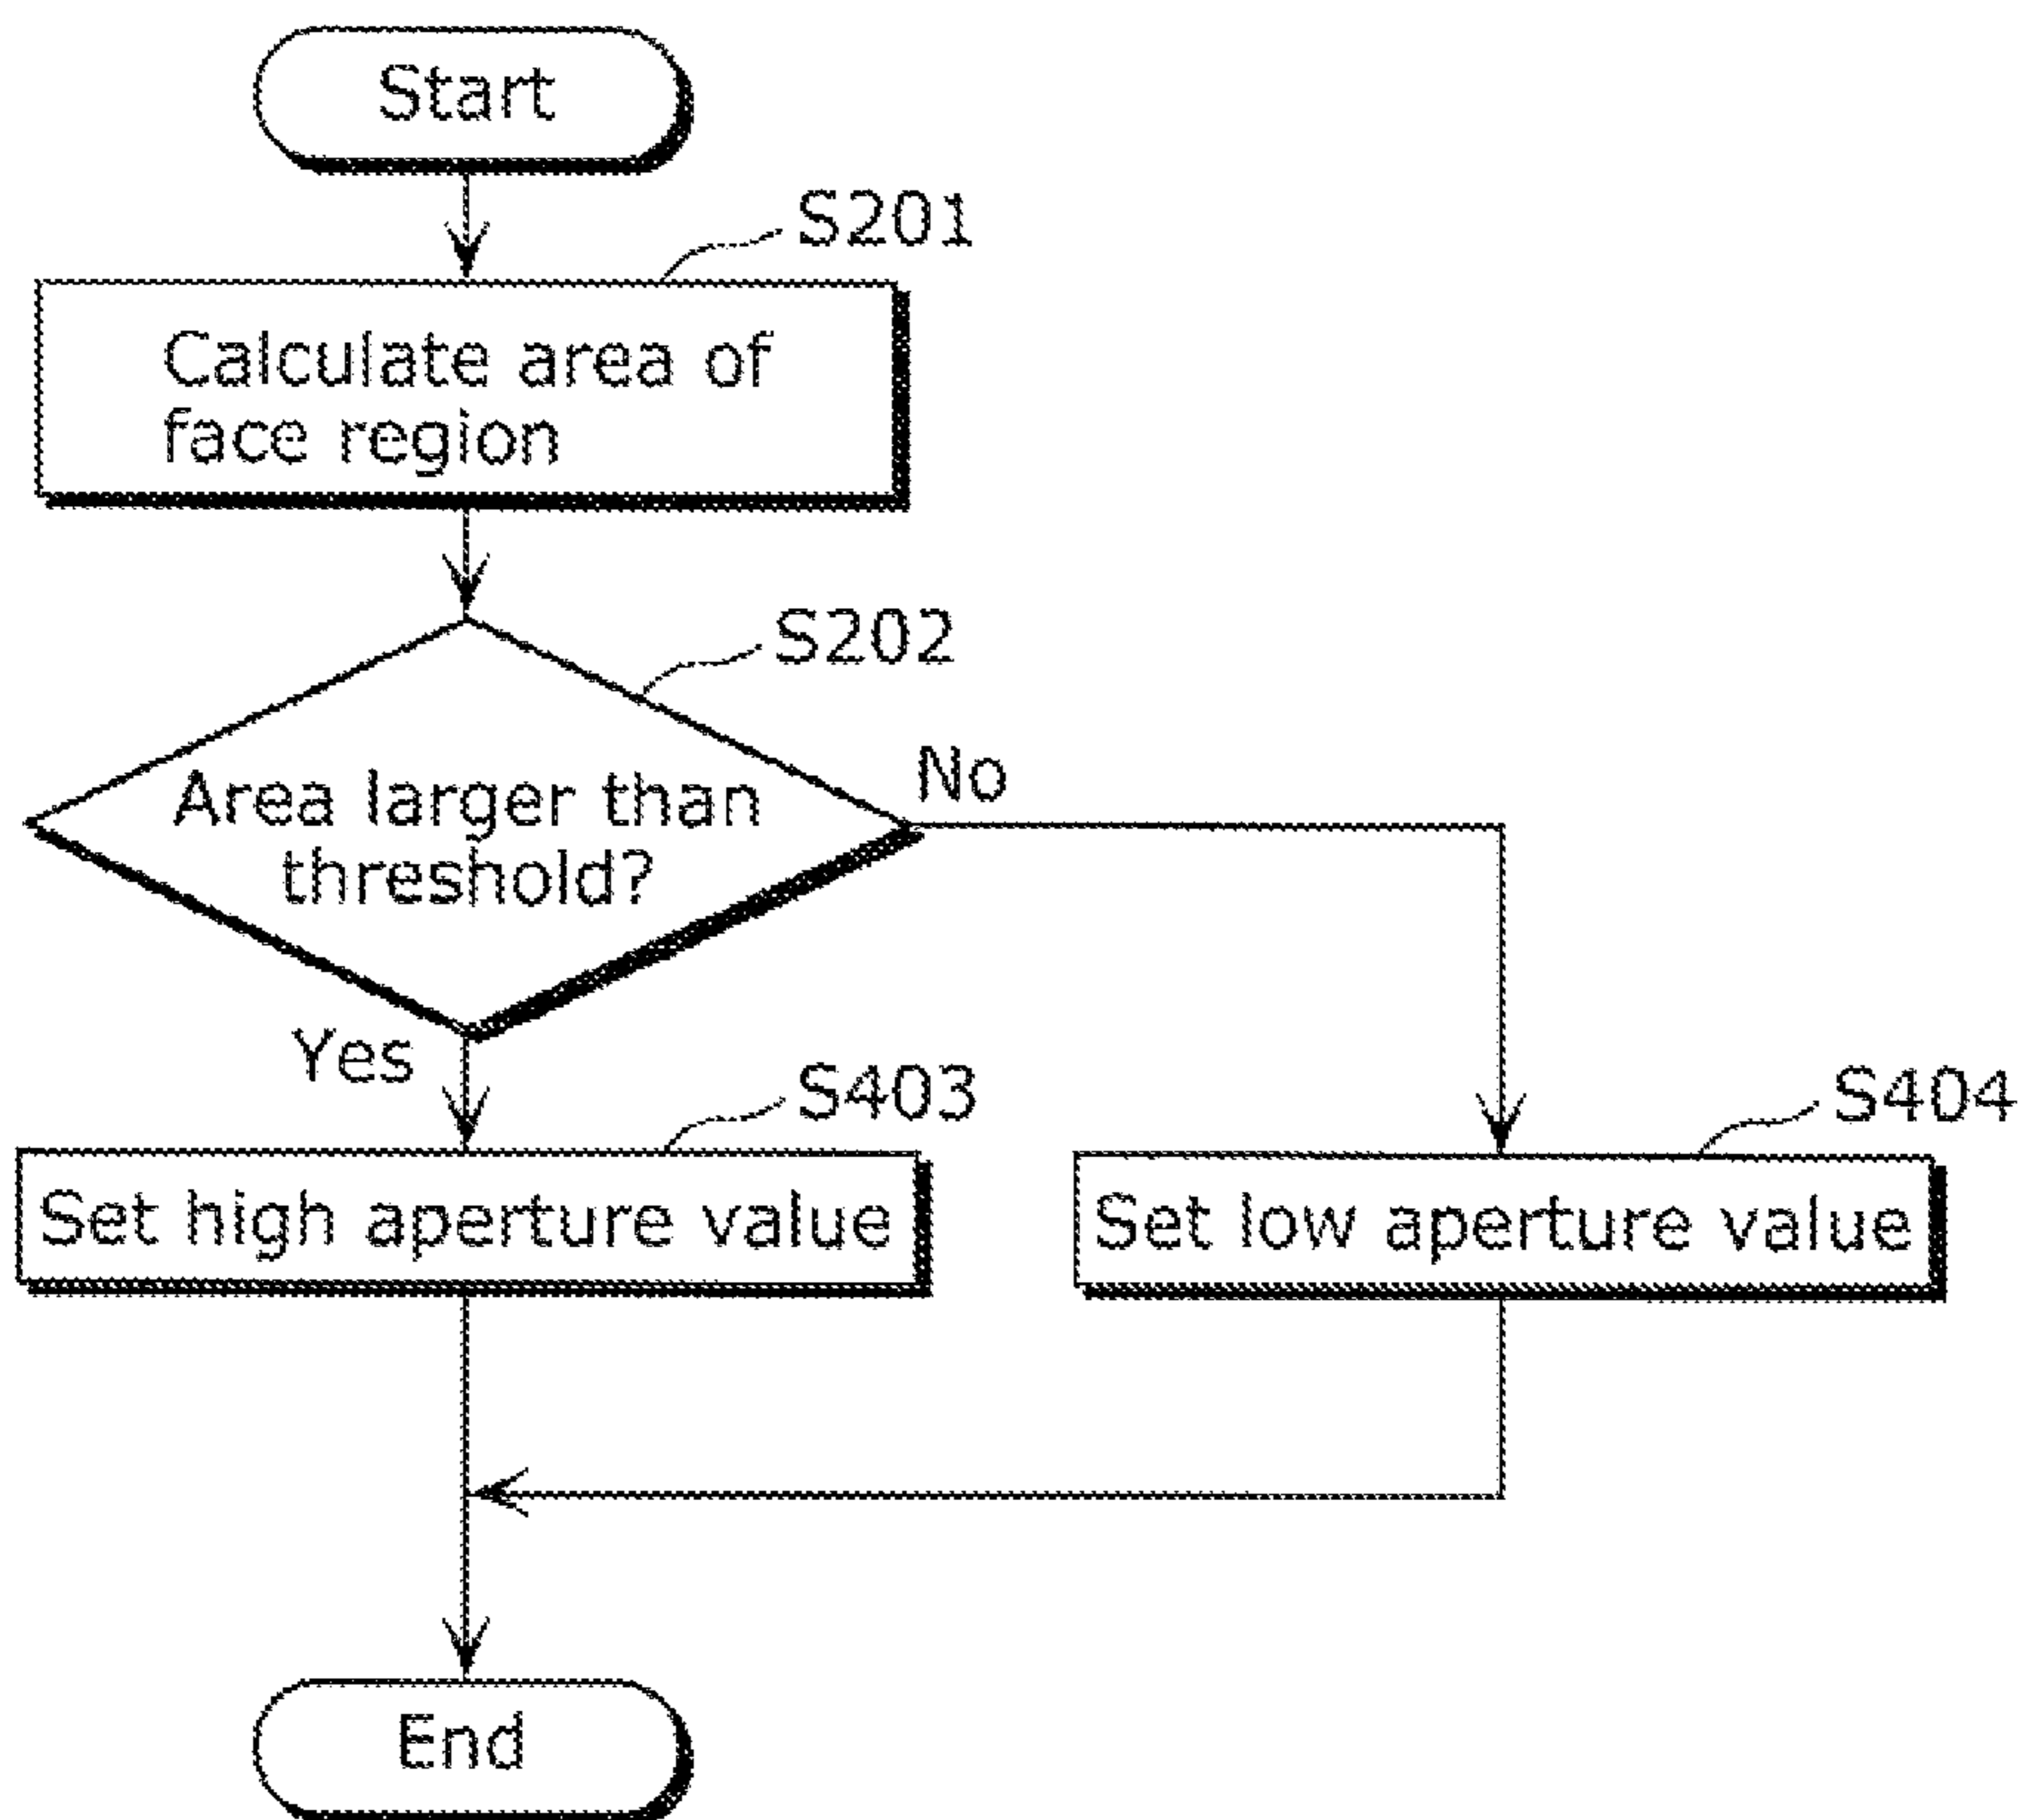 Start
S201
Calculate area of
face region
S202
Area larger than
threshold?
No
Yes
S403
Set high aperture value
S404
Set low aperture value
End